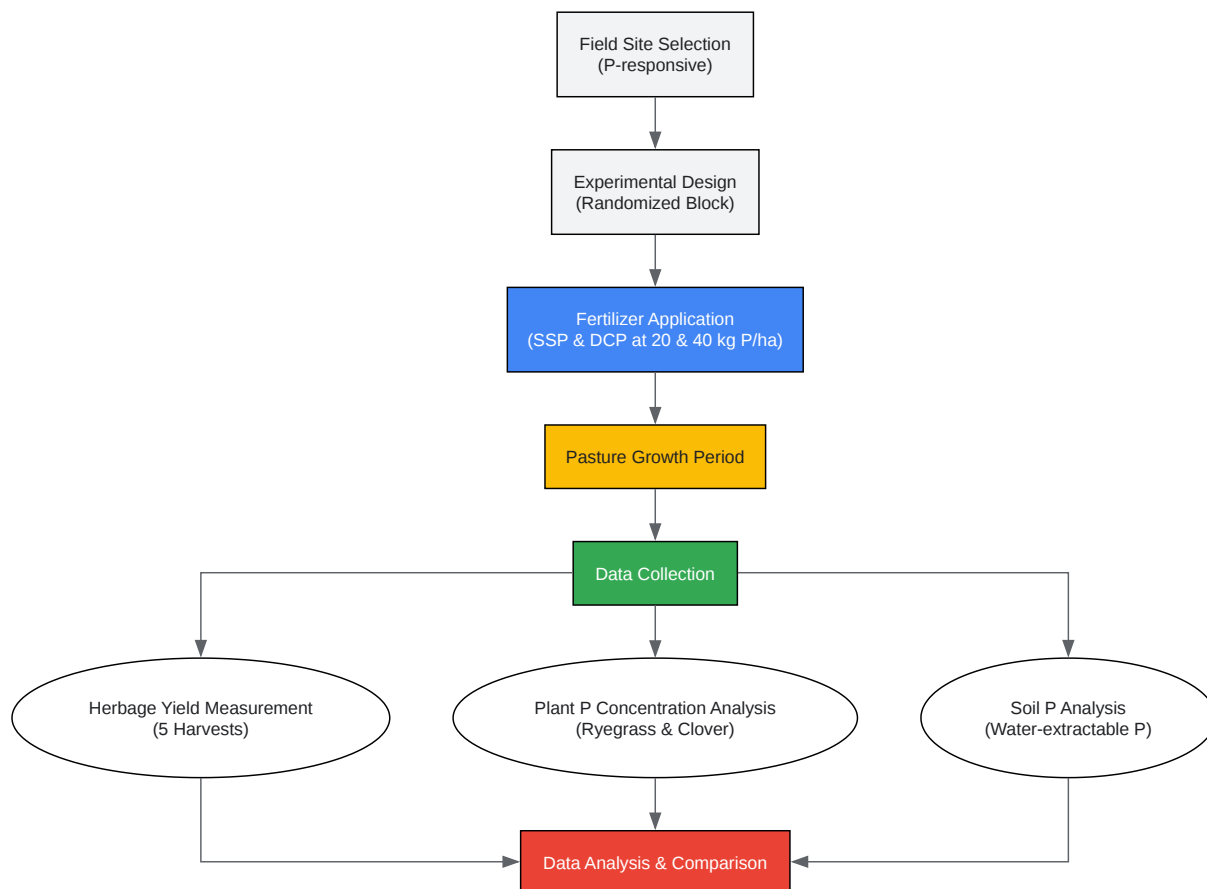 Field Site Selection
(P-responsive)
Experimental Design
(Randomized Block)
Fertilizer Application
(SSP & DCP at 20 & 40 kg P/ha)
Pasture Growth Period
Data Collection
Herbage Yield Measurement
(5 Harvests)
Plant P Concentration Analysis
(Ryegrass & Clover)
Soil P Analysis
(Water-extractable P)
Data Analysis & Comparison